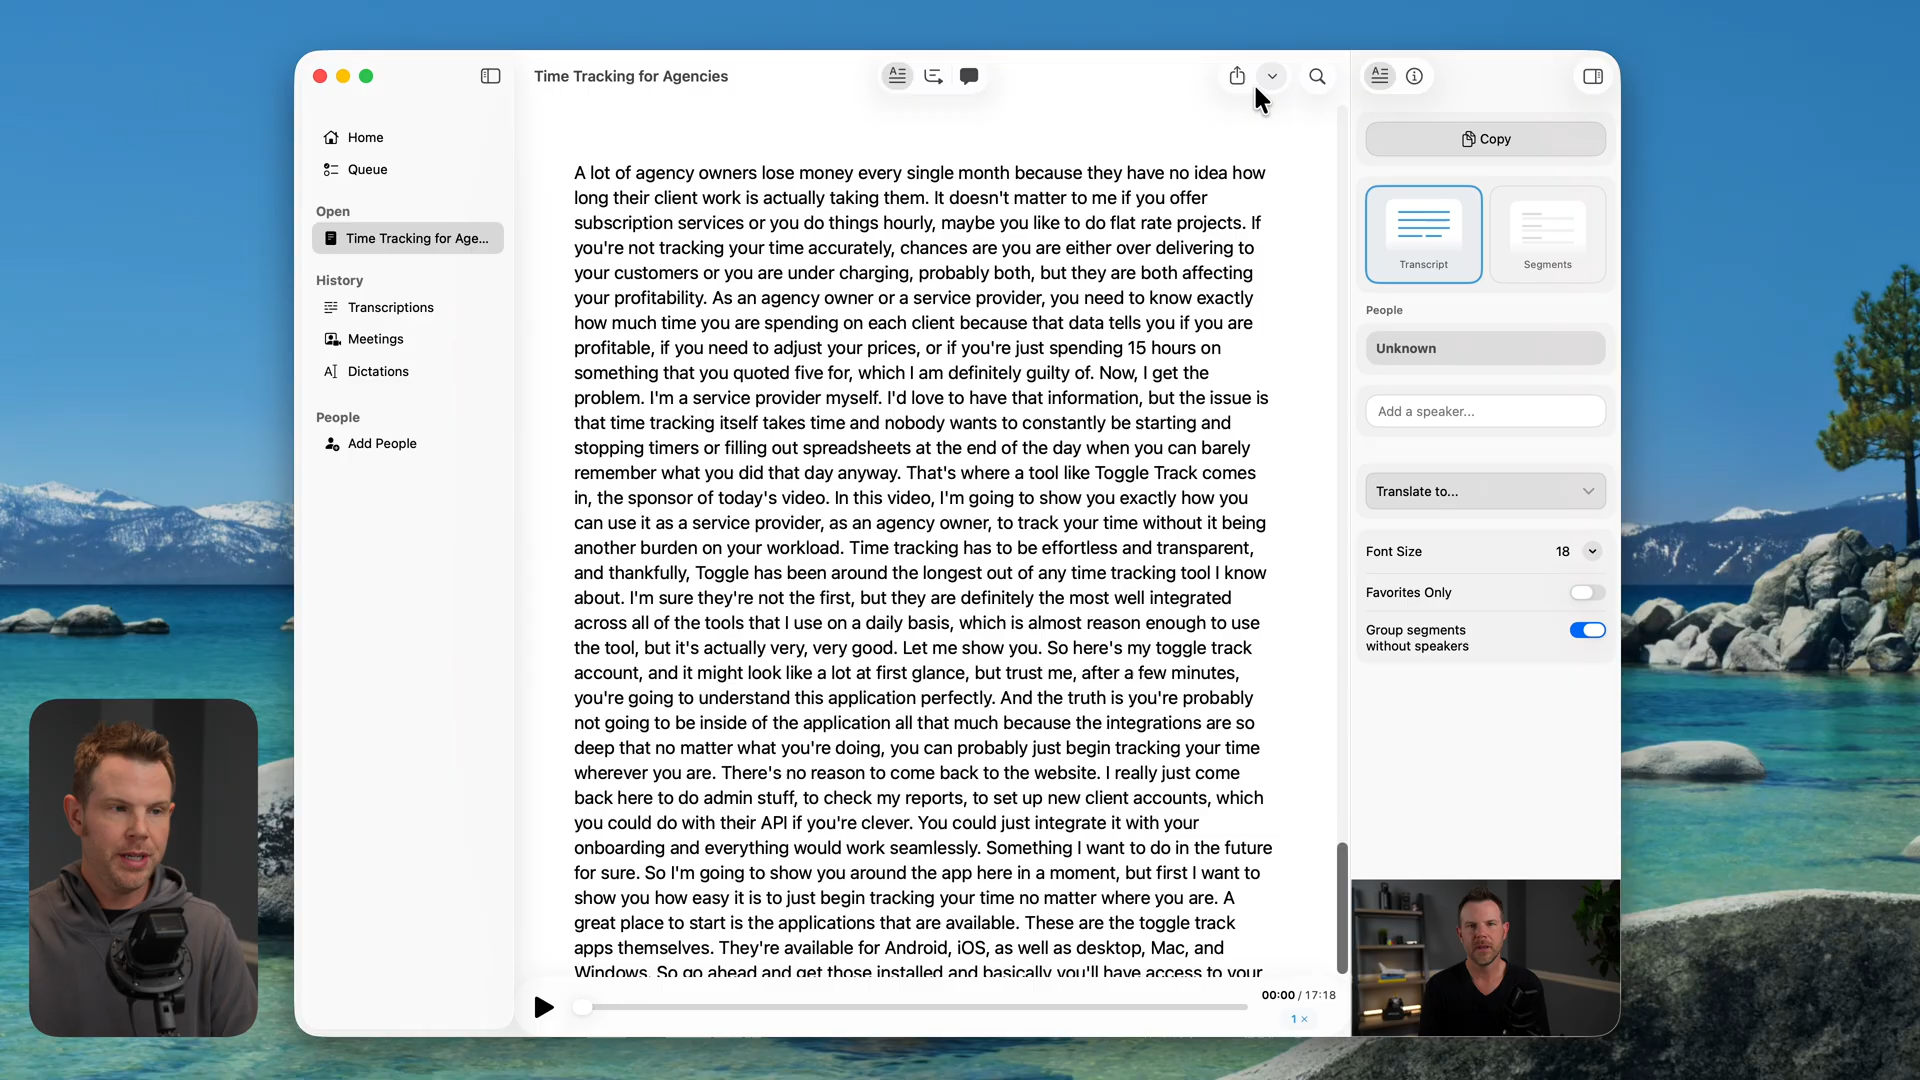 Time Tracking for Agencies
Home
Queue
Open
Time Tracking for Age...
History
Transcriptions
Meetings
Dictations
People
Add People
A lot of agency owners lose money every single month because they have no idea how
long their client work is actually taking them. It doesn't matter to me if you offer
subscription services or you do things hourly, maybe you like to do flat rate projects. If
you're not tracking your time accurately, chances are you are either over delivering to
your customers or you are under charging, probably both, but they are both affecting
your profitability. As an agency owner or a service provider, you need to know exactly
how much time you are spending on each client because that data tells you if you are
profitable, if you need to adjust your prices, or if you're just spending 15 hours on
something that you quoted five for, which I am definitely guilty of. Now, I get the
problem. I'm a service provider myself. I'd love to have that information, but the issue is
that time tracking itself takes time and nobody wants to constantly be starting and
stopping timers or filling out spreadsheets at the end of the day when you can barely
remember what you did that day anyway. That's where a tool like Toggle Track comes
in, the sponsor of today's video. In this video, I'm going to show you exactly how you
can use it as a service provider, as an agency owner, to track your time without it being
another burden on your workload. Time tracking has to be effortless and transparent,
and thankfully, Toggle has been around the longest out of any time tracking tool I know
about. I'm sure they're not the first, but they are definitely the most well integrated
across all of the tools that I use on a daily basis, which is almost reason enough to use
the tool, but it's actually very, very good. Let me show you. So here's my toggle track
account, and it might look like a lot at first glance, but trust me, after a few minutes,
you're going to understand this application perfectly. And the truth is you're probably
not going to be inside of the application all that much because the integrations are so
deep that no matter what you're doing, you can probably just begin tracking your time
wherever you are. There's no reason to come back to the website. I really just come
back here to do admin stuff, to check my reports, to set up new client accounts, which
you could do with their API if you're clever. You could just integrate it with your
onboarding and everything would work seamlessly. Something I want to do in the future
for sure. So I'm going to show you around the app here in a moment, but first I want to
show you how easy it is to just begin tracking your time no matter where you are. A
great place to start is the applications that are available. These are the toggle track
apps themselves. They're available for Android, iOS, as well as desktop, Mac, and
Windows. So go ahead and get those installed and basically you'll have access to your
00:00 / 17:18
1 ×
Copy
Transcript
Segments
People
Unknown
Add a speaker...
Translate to...
Font Size 18
Favorites Only
Group segments
without speakers